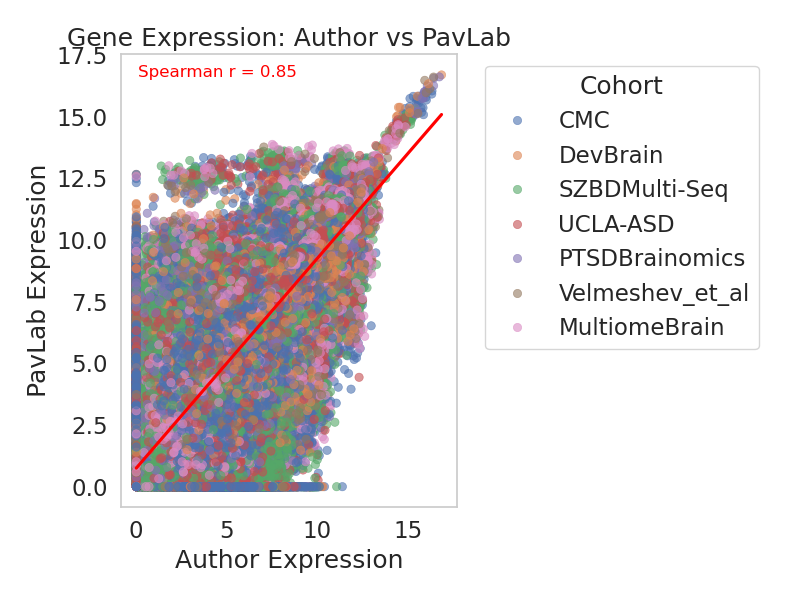 Gene Expression: Author vs PavLab
Spearman r = 0.85
17.5
15.0
12.5
10.0
7.5
5.0
2.5
0.0
PavLab Expression
0 5 10 15
Author Expression
Cohort
CMC
DevBrain
SZBDMulti-Seq
UCLA-ASD
PTSDBrainomics
Velmeshev_et_al
MultiomeBrain